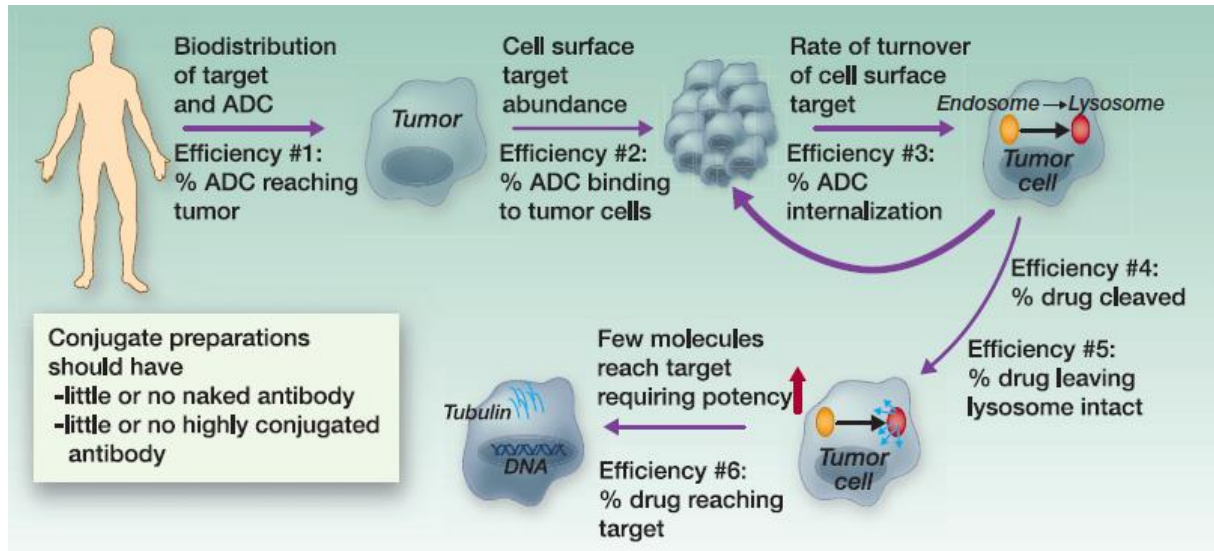 Biodistribution
of target
and ADC
Efficiency #1:
% ADC reaching
tumor
Tumor
Cell surface
target
abundance
Efficiency #2:
% ADC binding
to tumor cells
Rate of turnover
of cell surface
target
Efficiency #3:
% ADC
internalization
Endosome → Lysosome
Tumor
cell
Efficiency #4:
% drug cleaved
Efficiency #5:
% drug leaving
lysosome intact
Tumor
cell
Few molecules
reach target
requiring potency
Efficiency #6:
% drug reaching
target
Tubulin
DNA
Conjugate preparations
should have
-little or no naked antibody
-little or no highly conjugated
antibody